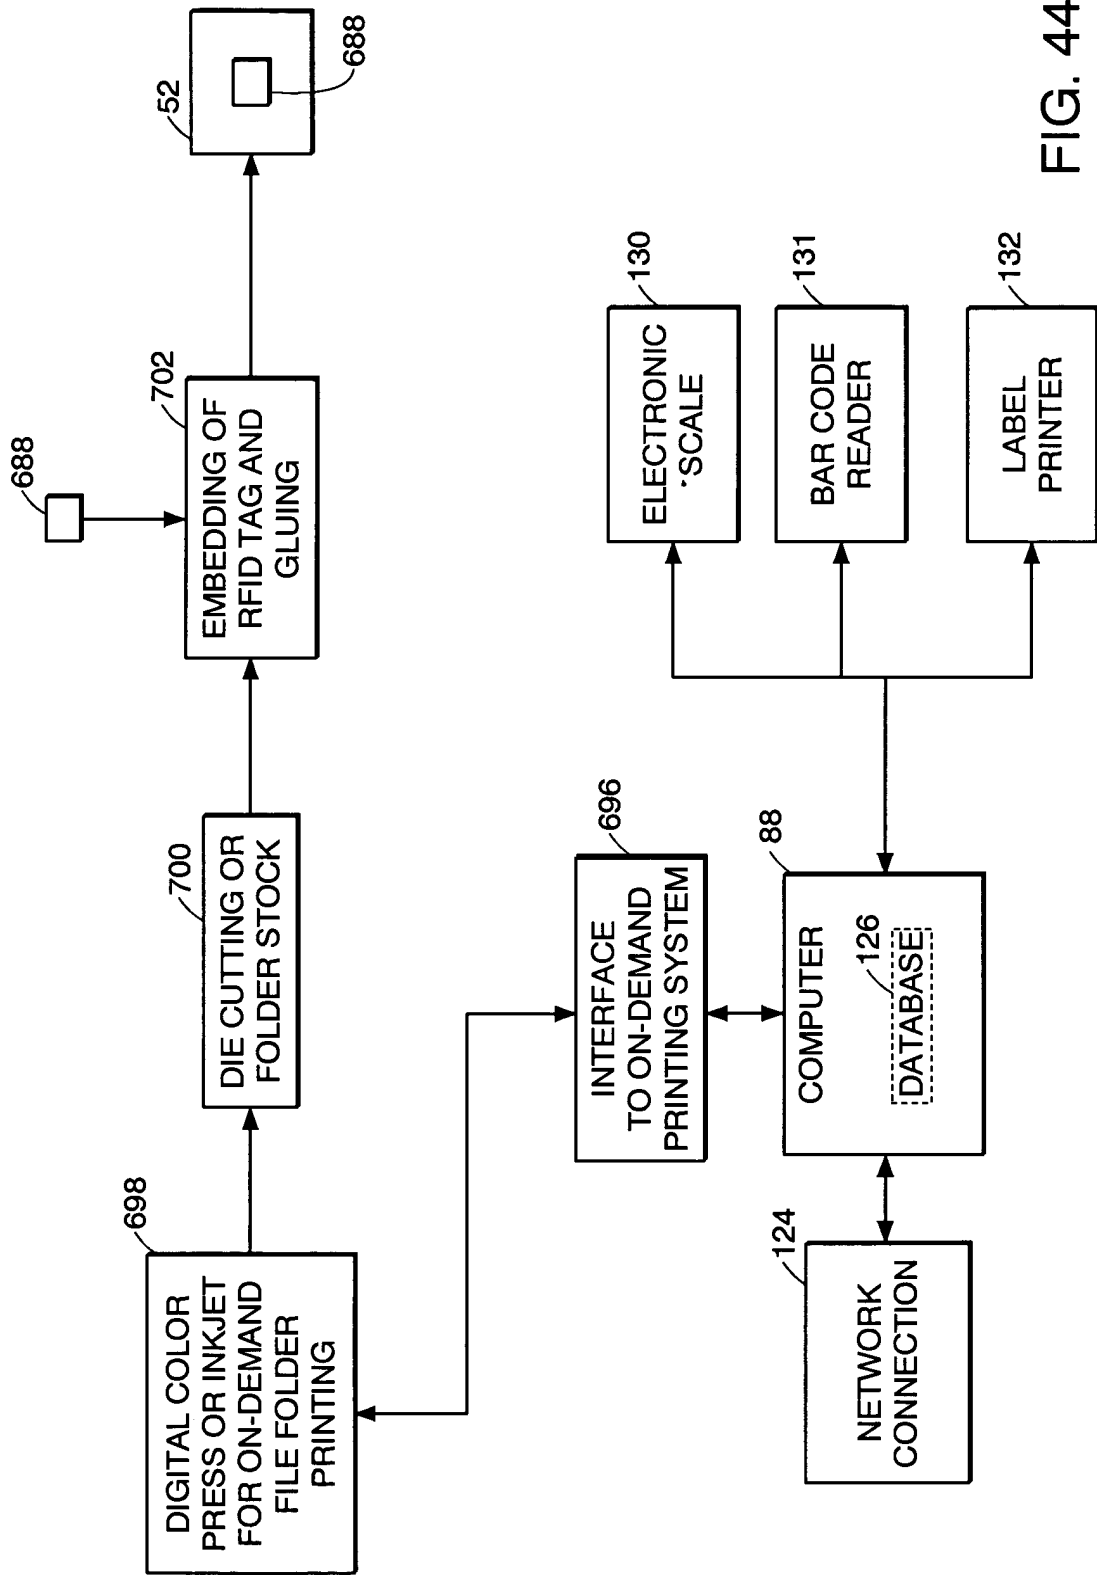 688
702
EMBEDDING OF
RFID TAG AND
GLUING
52
688
700
DIE CUTTING OR
FOLDER STOCK
698
DIGITAL COLOR
PRESS OR INKJET
FOR ON-DEMAND
FILE FOLDER
PRINTING
696
INTERFACE
TO ON-DEMAND
PRINTING SYSTEM
130
ELECTRONIC
SCALE
131
BAR CODE
READER
132
LABEL
PRINTER
88
COMPUTER
126
DATABASE
124
NETWORK
CONNECTION
FIG. 44